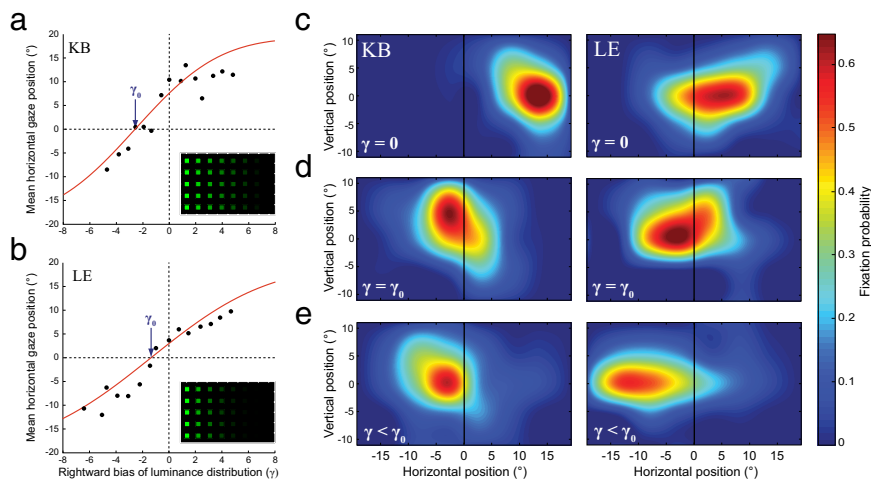 a
KB
γ₀
Mean horizontal gaze position (°)
20
15
10
5
0
-5
-10
-15
-20
-8 -6 -4 -2 0 2 4 6 8
b
LE
γ₀
Mean horizontal gaze position (°)
20
15
10
5
0
-5
-10
-15
-20
-8 -6 -4 -2 0 2 4 6 8
Rightward bias of luminance distribution (γ)
c
KB
γ = 0
LE
Vertical position (°)
10
5
0
-5
-10
d
γ = γ₀
γ = γ₀
Vertical position (°)
10
5
0
-5
-10
e
γ < γ₀
γ < γ₀
Vertical position (°)
10
5
0
-5
-10
-15 -10 -5 0 5 10 15
Horizontal position (°)
-15 -10 -5 0 5 10 15
Horizontal position (°)
0.6
0.5
0.4
0.3
0.2
0.1
0
Fixation probability